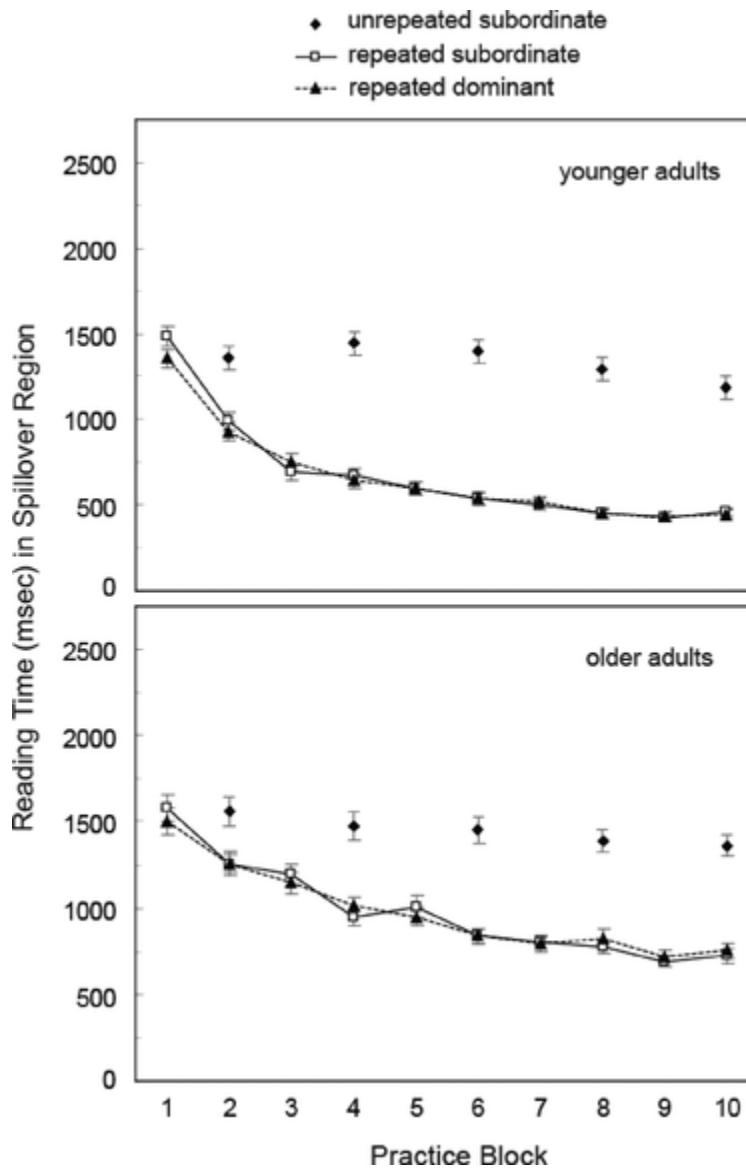 unrepeated subordinate
repeated subordinate
repeated dominant
Reading Time (msec) in Spillover Region
younger adults
2500
2000
1500
1000
500
0
older adults
2500
2000
1500
1000
500
0
1 2 3 4 5 6 7 8 9 10
Practice Block